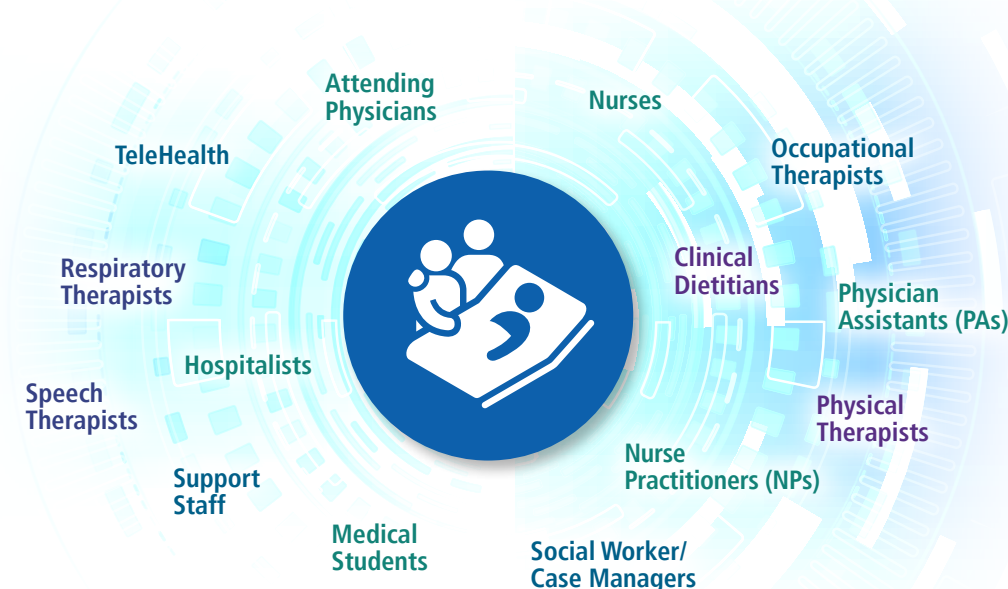 Attending
Physicians
Nurses
TeleHealth
Occupational
Therapists
Respiratory
Therapists
Clinical
Dietitians
Physician
Assistants (PAs)
Hospitalists
Speech
Therapists
Physical
Therapists
Nurse
Practitioners (NPs)
Support
Staff
Medical
Students
Social Worker/
Case Managers